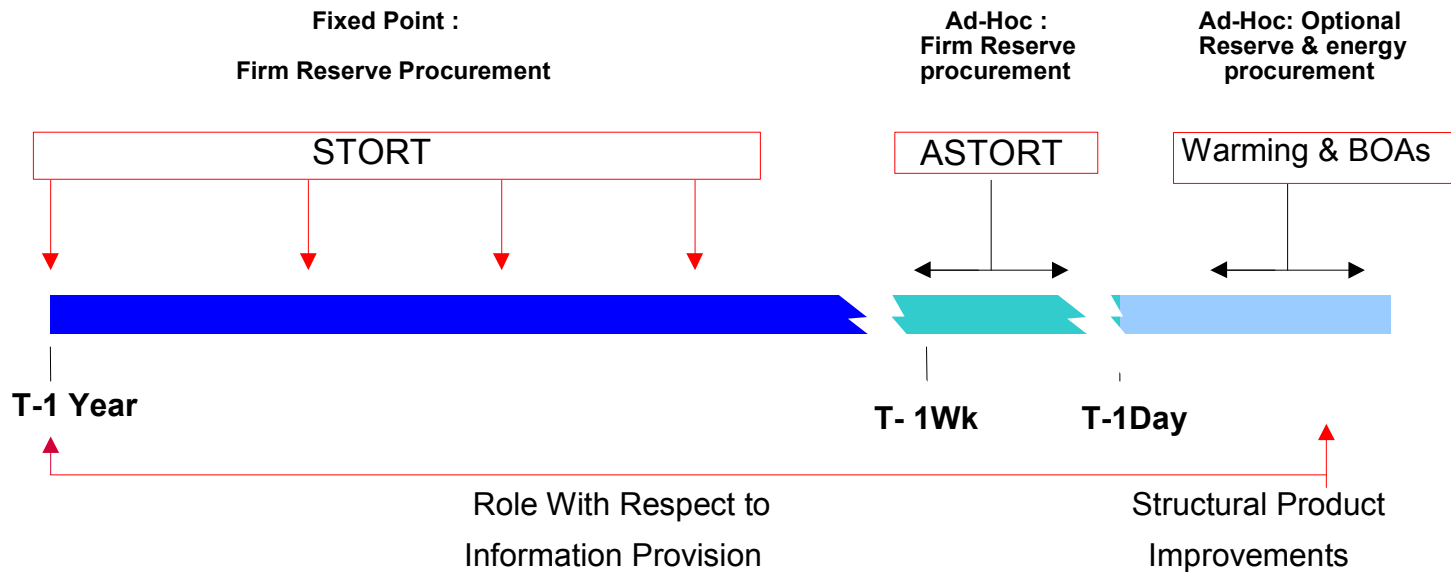 Fixed Point :
Firm Reserve Procurement
Ad-Hoc :
Firm Reserve
procurement
Ad-Hoc: Optional
Reserve & energy
procurement
STORT
ASTORT
Warming & BOAs
T-1 Year
T- 1Wk
T-1Day
Role With Respect to
Information Provision
Structural Product
Improvements